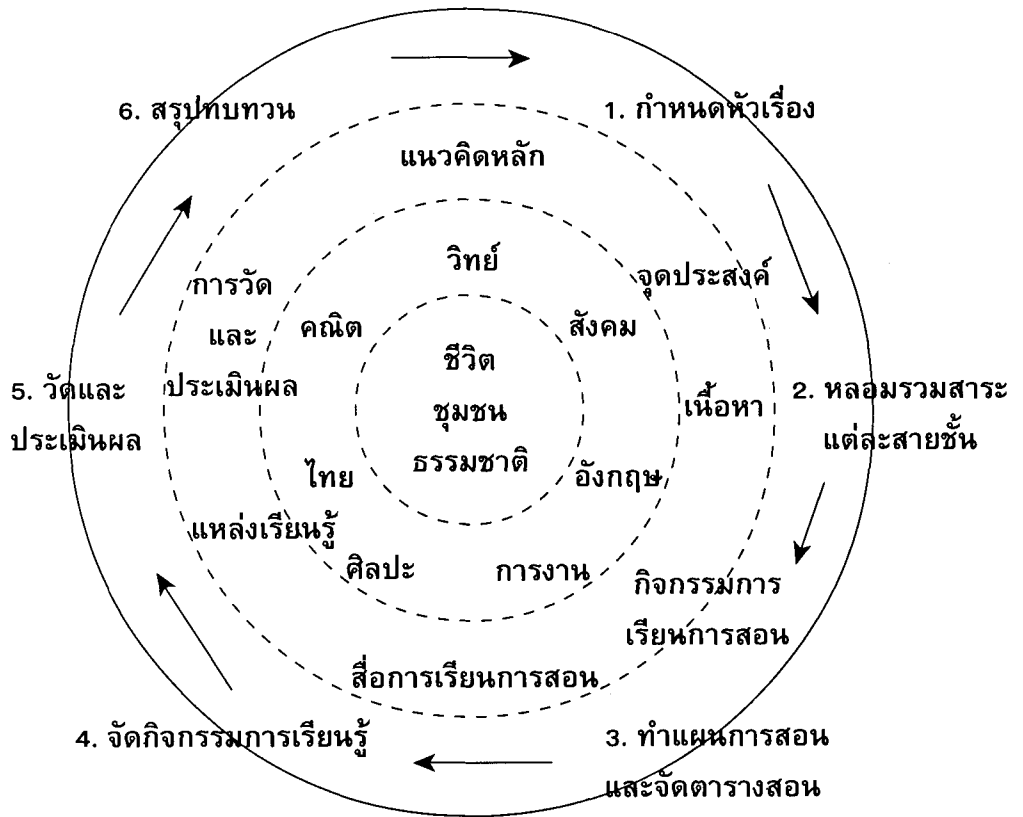 6. สรุปทบทวน
1. กำหนดหัวเรื่อง
แนวคิดหลัก
วิทย์
จุดประสงค์
การวัด
และ
ประเมินผล
คณิต
สังคม
ชีวิต
ชุมชน
ธรรมชาติ
5. วัดและ
ประเมินผล
เนื้อหา
2. หลอมรวมสาระ
แต่ละสายชั้น
ไทย
อังกฤษ
แหล่งเรียนรู้
ศิลปะ
การงาน
กิจกรรมการ
เรียนการสอน
สื่อการเรียนการสอน
4. จัดกิจกรรมการเรียนรู้
3. ทำแผนการสอน
และจัดตารางสอน